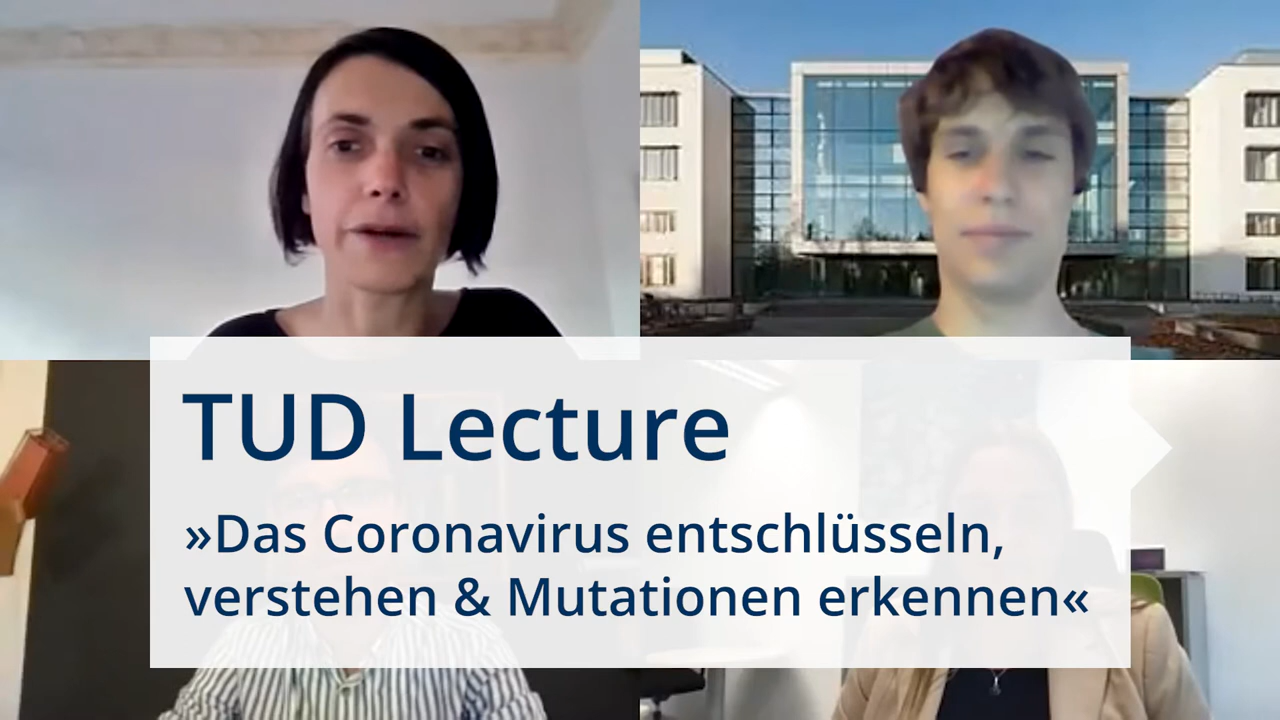 TUD Lecture
»Das Coronavirus entschlüsseln,
verstehen & Mutationen erkennen«